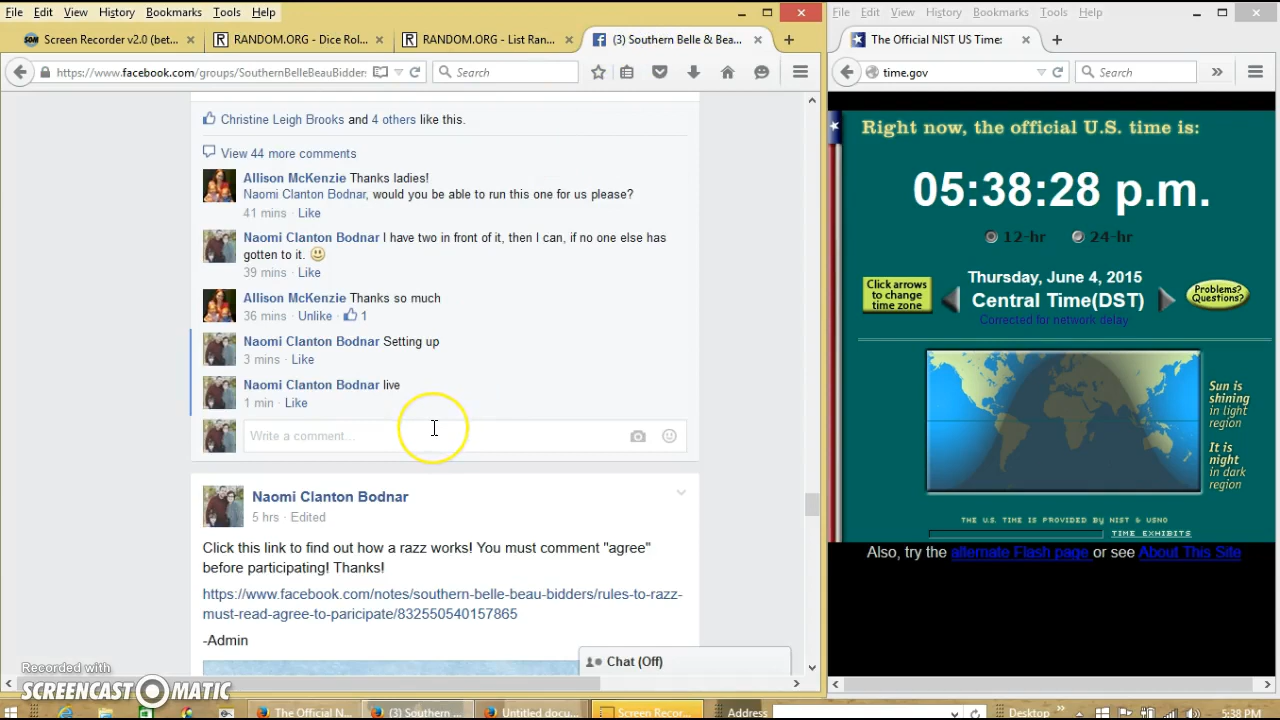 File Edit View History Bookmarks Tools Help
Screen Recorder v2.0 (bet...
RANDOM.ORG - Dice Rol...
RANDOM.ORG - List Ran...
(3) Southern Belle & Bea...
https://www.facebook.com/groups/SouthernBelleBeauBidders
Search
Christine Leigh Brooks and 4 others like this.
View 44 more comments
Allison McKenzie Thanks ladies!
Naomi Clanton Bodnar, would you be able to run this one for us please?
41 mins · Like
Naomi Clanton Bodnar I have two in front of it, then I can, if no one else has
gotten to it.
39 mins · Like
Allison McKenzie Thanks so much
36 mins · Unlike · 1
Naomi Clanton Bodnar Setting up
3 mins · Like
Naomi Clanton Bodnar live
1 min · Like
Write a comment...
Naomi Clanton Bodnar
5 hrs · Edited
Click this link to find out how a razz works! You must comment "agree"
before participating! Thanks!
https://www.facebook.com/notes/southern-belle-beau-bidders/rules-to-razz-
must-read-agree-to-paricipate/832550540157865
-Admin
Chat (Off)
Recorded with
SCREENCAST O MATIC
File Edit View History Bookmarks Tools Help
The Official NIST US Time:
time.gov
Search
Right now, the official U.S. time is:
05:38:28 p.m.
12-hr 24-hr
Click arrows
to change
time zone
Thursday, June 4, 2015
Central Time(DST)
Corrected for network delay
Problems?
Questions?
Sun is
shining
in light
region
It is
night
in dark
region
THE U.S. TIME IS PROVIDED BY NIST & USNO
TIME EXHIBITS
Also, try the alternate Flash page or see About This Site
The Official N...
(3) Southern ...
Untitled docu...
Screen Recor...
Address
Desktop
5:38 PM